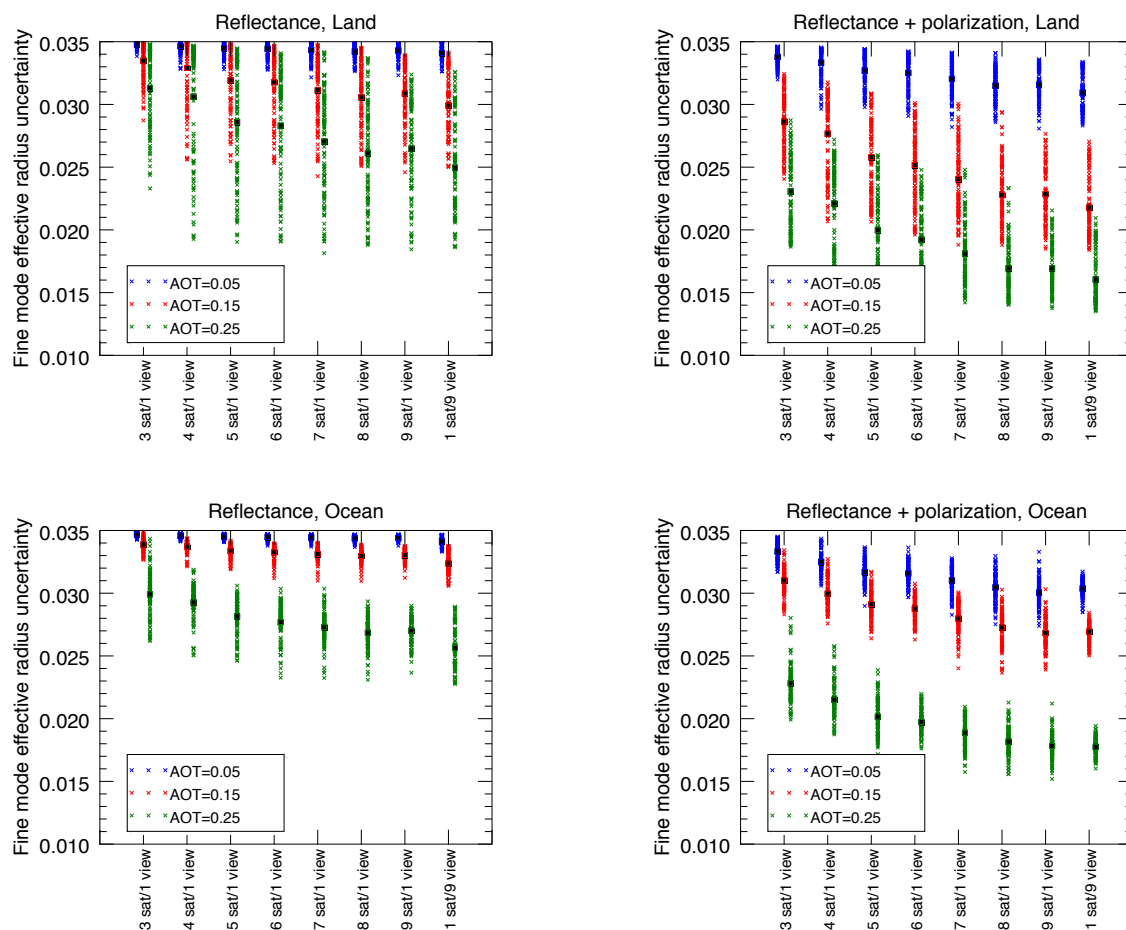 Reflectance, Land
Fine mode effective radius uncertainty
0.035
0.030
0.025
0.020
0.015
0.010
AOT=0.05
AOT=0.15
AOT=0.25
3 sat/1 view
4 sat/1 view
5 sat/1 view
6 sat/1 view
7 sat/1 view
8 sat/1 view
9 sat/1 view
1 sat/9 view
Reflectance + polarization, Land
Fine mode effective radius uncertainty
0.035
0.030
0.025
0.020
0.015
0.010
AOT=0.05
AOT=0.15
AOT=0.25
3 sat/1 view
4 sat/1 view
5 sat/1 view
6 sat/1 view
7 sat/1 view
8 sat/1 view
9 sat/1 view
1 sat/9 view
Reflectance, Ocean
Fine mode effective radius uncertainty
0.035
0.030
0.025
0.020
0.015
0.010
AOT=0.05
AOT=0.15
AOT=0.25
3 sat/1 view
4 sat/1 view
5 sat/1 view
6 sat/1 view
7 sat/1 view
8 sat/1 view
9 sat/1 view
1 sat/9 view
Reflectance + polarization, Ocean
Fine mode effective radius uncertainty
0.035
0.030
0.025
0.020
0.015
0.010
AOT=0.05
AOT=0.15
AOT=0.25
3 sat/1 view
4 sat/1 view
5 sat/1 view
6 sat/1 view
7 sat/1 view
8 sat/1 view
9 sat/1 view
1 sat/9 view